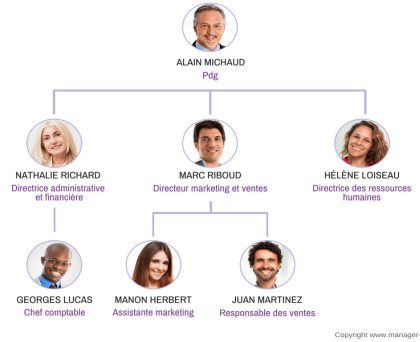 ALAIN MICHAUD
Pdg
NATHALIE RICHARD
Directrice administrative
et financière
MARC RIBOUD
Directeur marketing et ventes
HÉLÈNE LOISEAU
Directrice des ressources
humaines
GEORGES LUCAS
Chef comptable
MANON HERBERT
Assistante marketing
JUAN MARTINEZ
Responsable des ventes
Copyright www.manager-